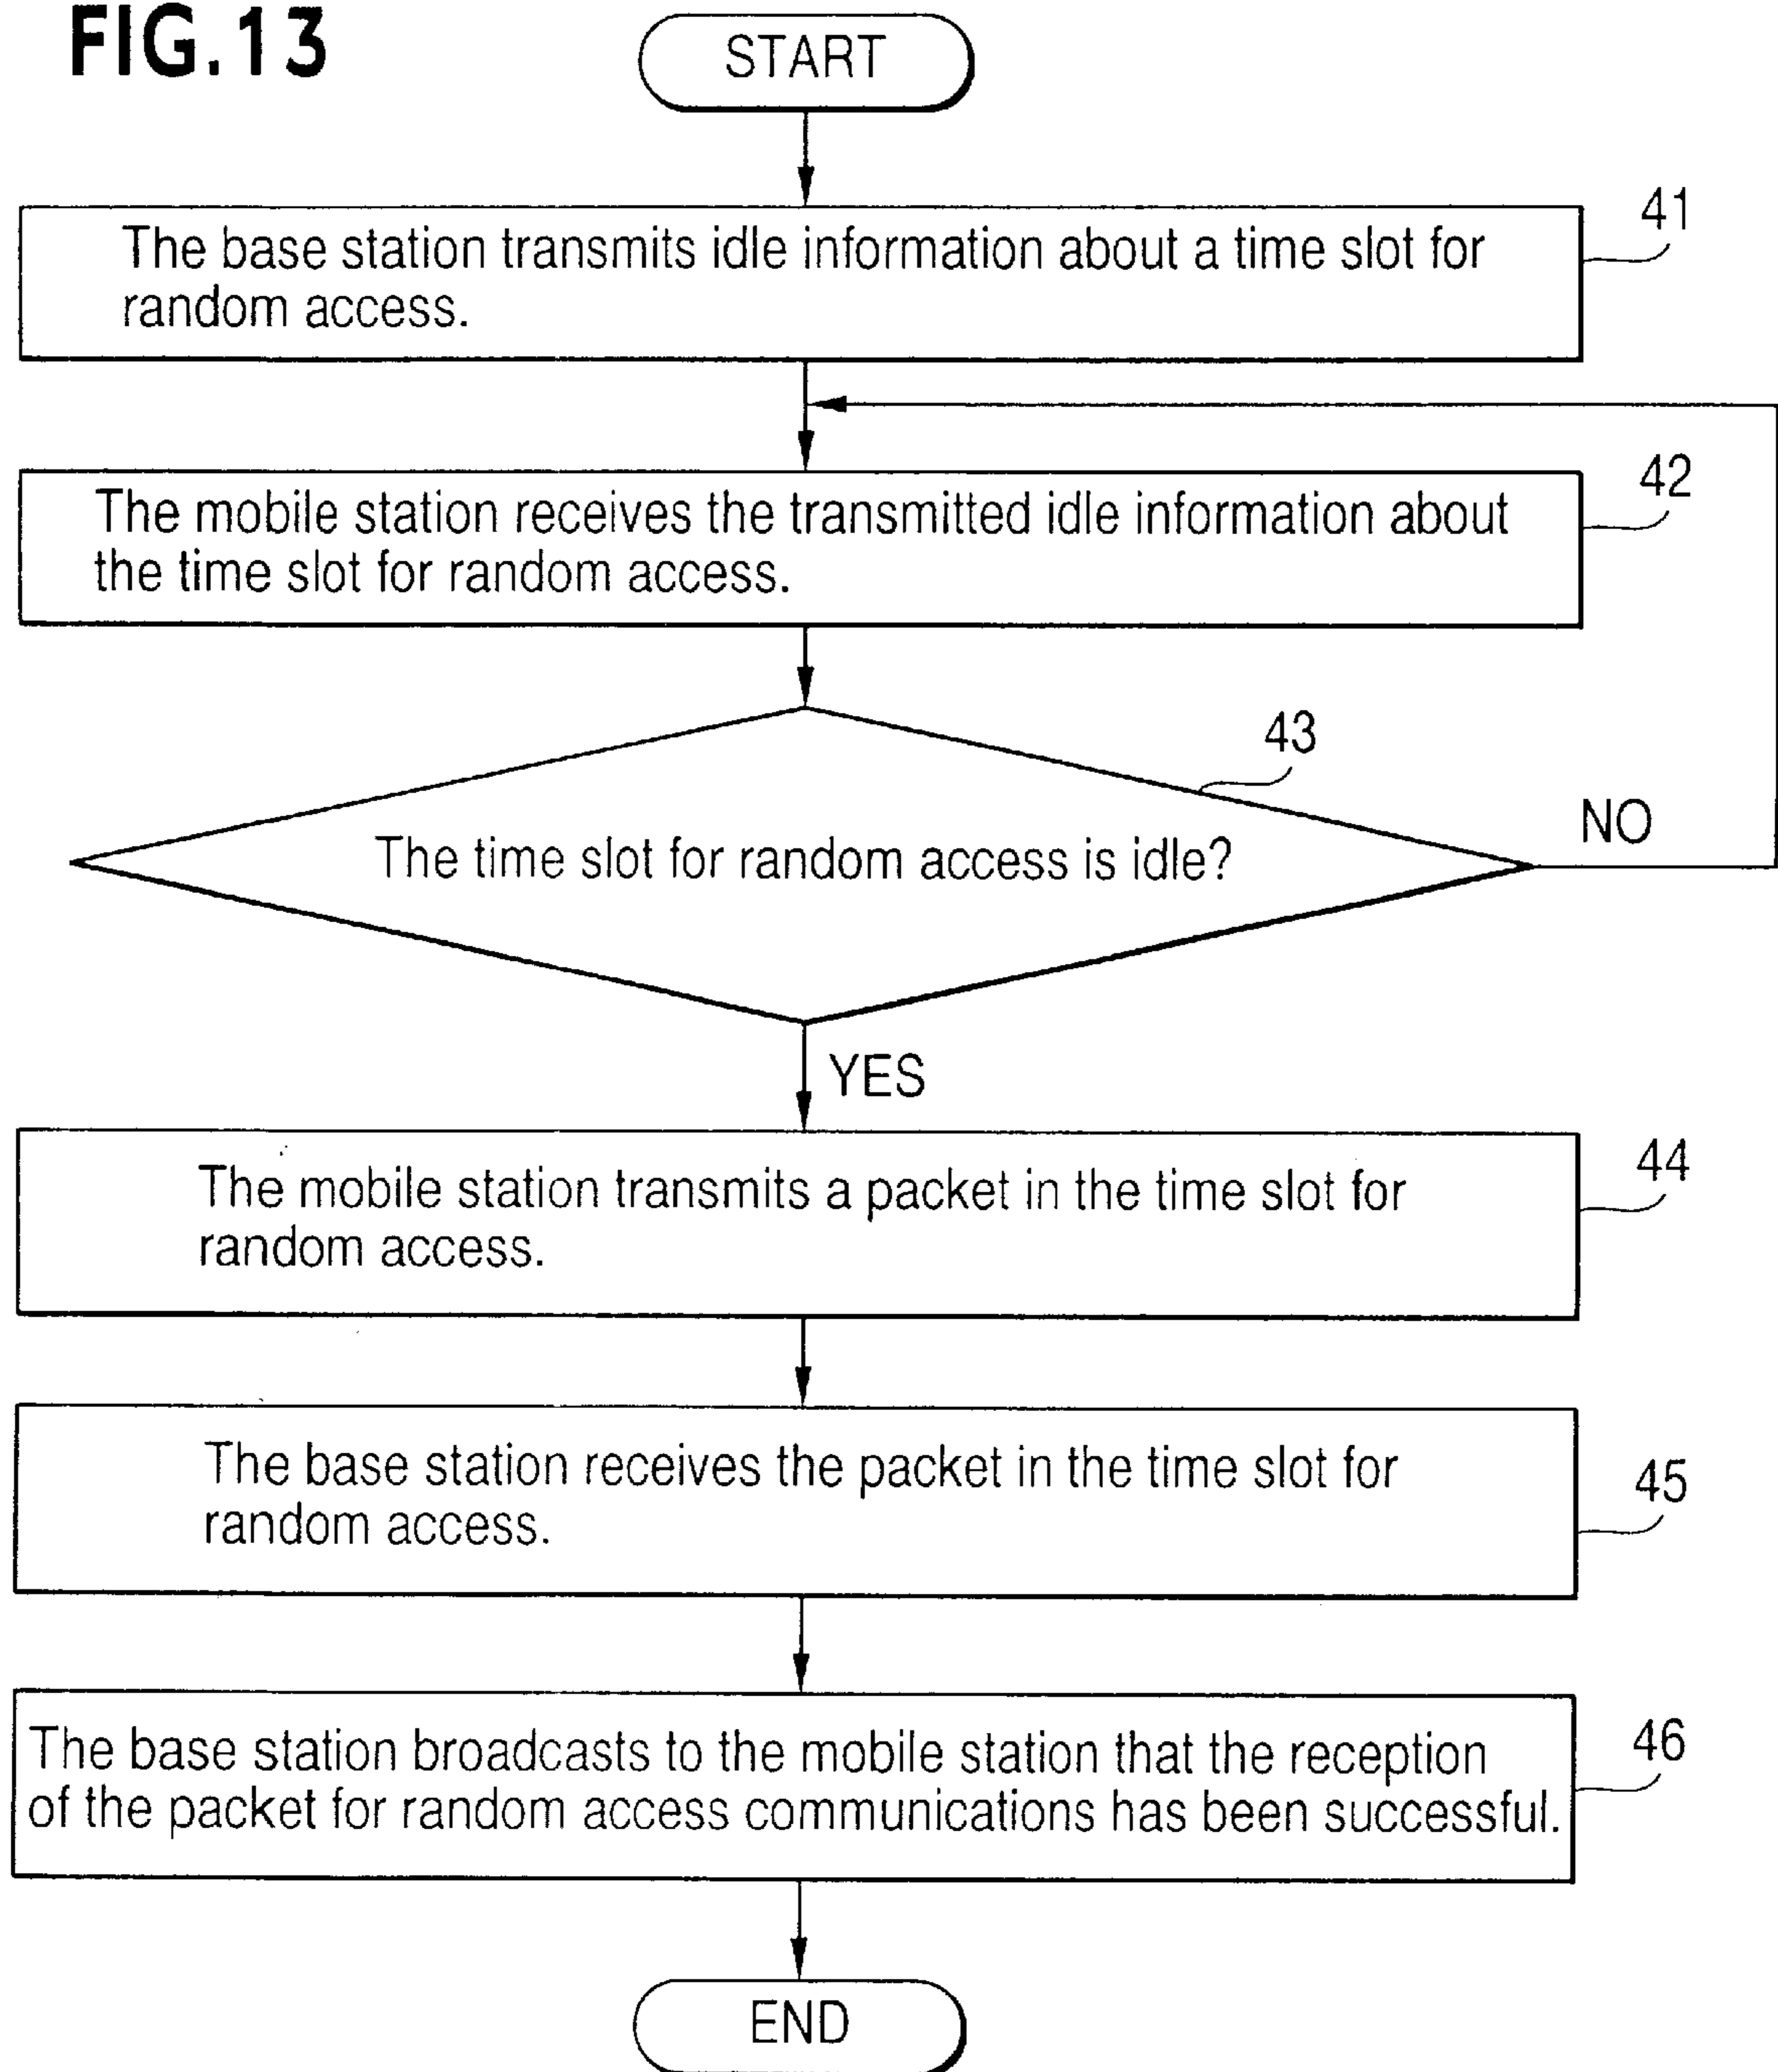 FIG.13
START
41
The base station transmits idle information about a time slot for
random access.
42
The mobile station receives the transmitted idle information about
the time slot for random access.
43
The time slot for random access is idle?
NO
YES
44
The mobile station transmits a packet in the time slot for
random access.
45
The base station receives the packet in the time slot for
random access.
46
The base station broadcasts to the mobile station that the reception
of the packet for random access communications has been successful.
END